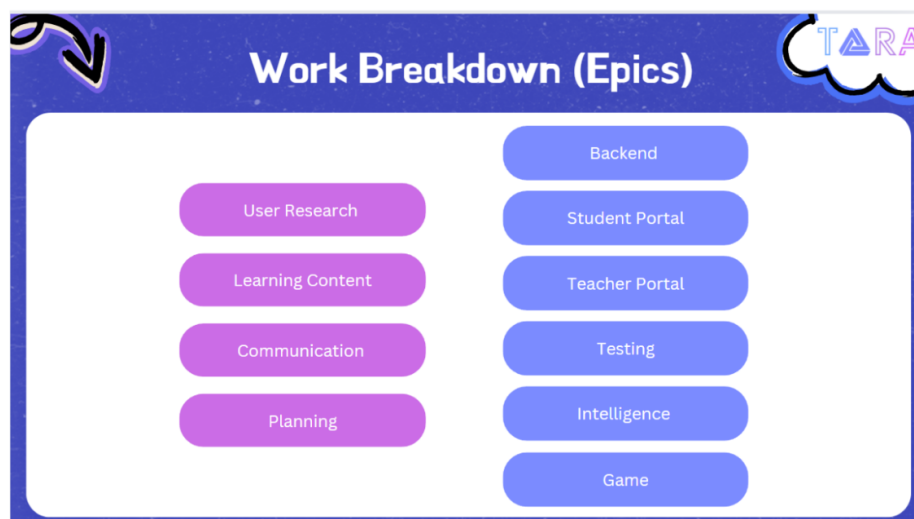 TARA
Work Breakdown (Epics)
User Research
Learning Content
Communication
Planning
Backend
Student Portal
Teacher Portal
Testing
Intelligence
Game